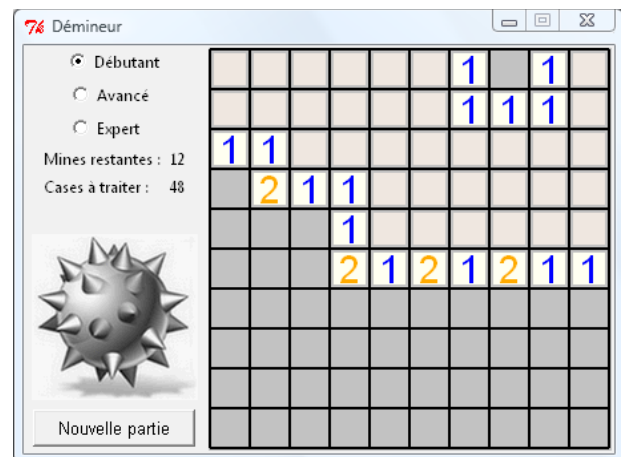 Démineur
Débutant
Avancé
Expert
Mines restantes : 12
Cases à traiter : 48
Nouvelle partie
1 1
1 1 1
1 1
2 1 1
1
2 1 2 1 2 1 1